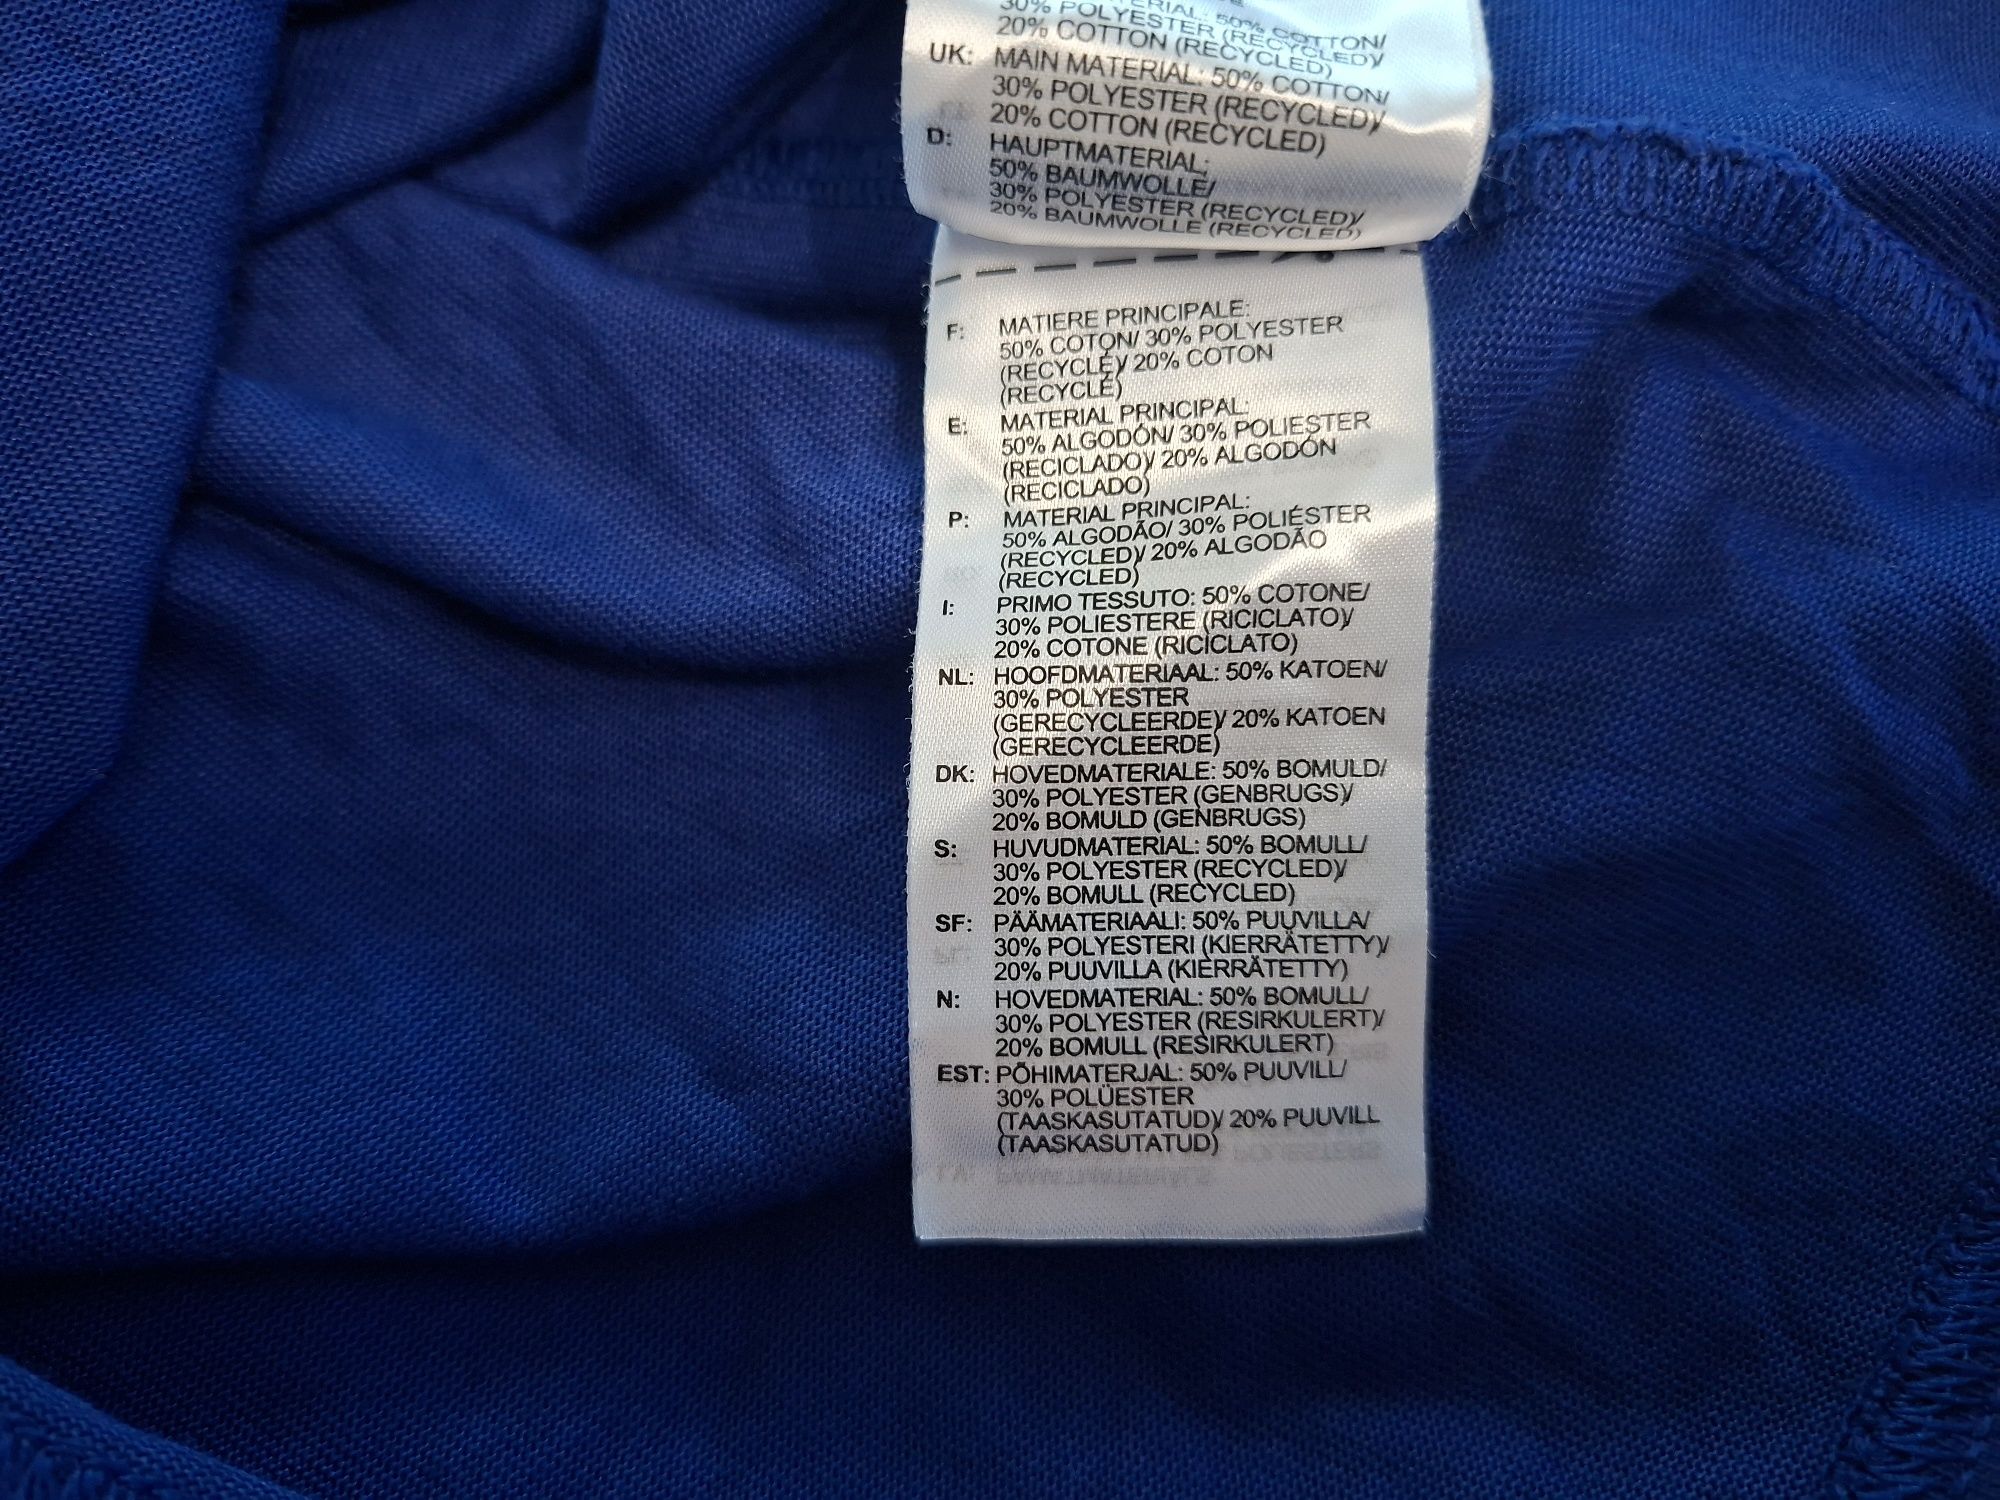 MATERIAL: 50% COTTON/
30% POLYESTER (RECYCLED)/
20% COTTON (RECYCLED)
UK: MAIN MATERIAL: 50% COTTON/
30% POLYESTER (RECYCLED)/
20% COTTON (RECYCLED)
D: HAUPTMATERIAL:
50% BAUMWOLLE/
30% POLYESTER (RECYCLED)/
20% BAUMWOLLE (RECYCLED)
F: MATIERE PRINCIPALE:
50% COTON/ 30% POLYESTER
(RECYCLÉ)/ 20% COTON
(RECYCLÉ)
E: MATERIAL PRINCIPAL:
50% ALGODÓN/ 30% POLIESTER
(RECICLADO)/ 20% ALGODÓN
(RECICLADO)
P: MATERIAL PRINCIPAL:
50% ALGODÃO/ 30% POLIÉSTER
(RECYCLED)/ 20% ALGODÃO
(RECYCLED)
I: PRIMO TESSUTO: 50% COTONE/
30% POLIESTERE (RICICLATO)/
20% COTONE (RICICLATO)
NL: HOOFDMATERIAAL: 50% KATOEN/
30% POLYESTER
(GERECYCLEERDE)/ 20% KATOEN
(GERECYCLEERDE)
DK: HOVEDMATERIALE: 50% BOMULD/
30% POLYESTER (GENBRUGS)/
20% BOMULD (GENBRUGS)
S: HUVUDMATERIAL: 50% BOMULL/
30% POLYESTER (RECYCLED)/
20% BOMULL (RECYCLED)
SF: PÄÄMATERIAALI: 50% PUUVILLA/
30% POLYESTERI (KIERRÄTETTY)/
20% PUUVILLA (KIERRÄTETTY)
N: HOVEDMATERIAL: 50% BOMULL/
30% POLYESTER (RESIRKULERT)/
20% BOMULL (RESIRKULERT)
EST: PÕHIMATERJAL: 50% PUUVILL/
30% POLÜESTER
(TAASKASUTATUD)/ 20% PUUVILL
(TAASKASUTATUD)